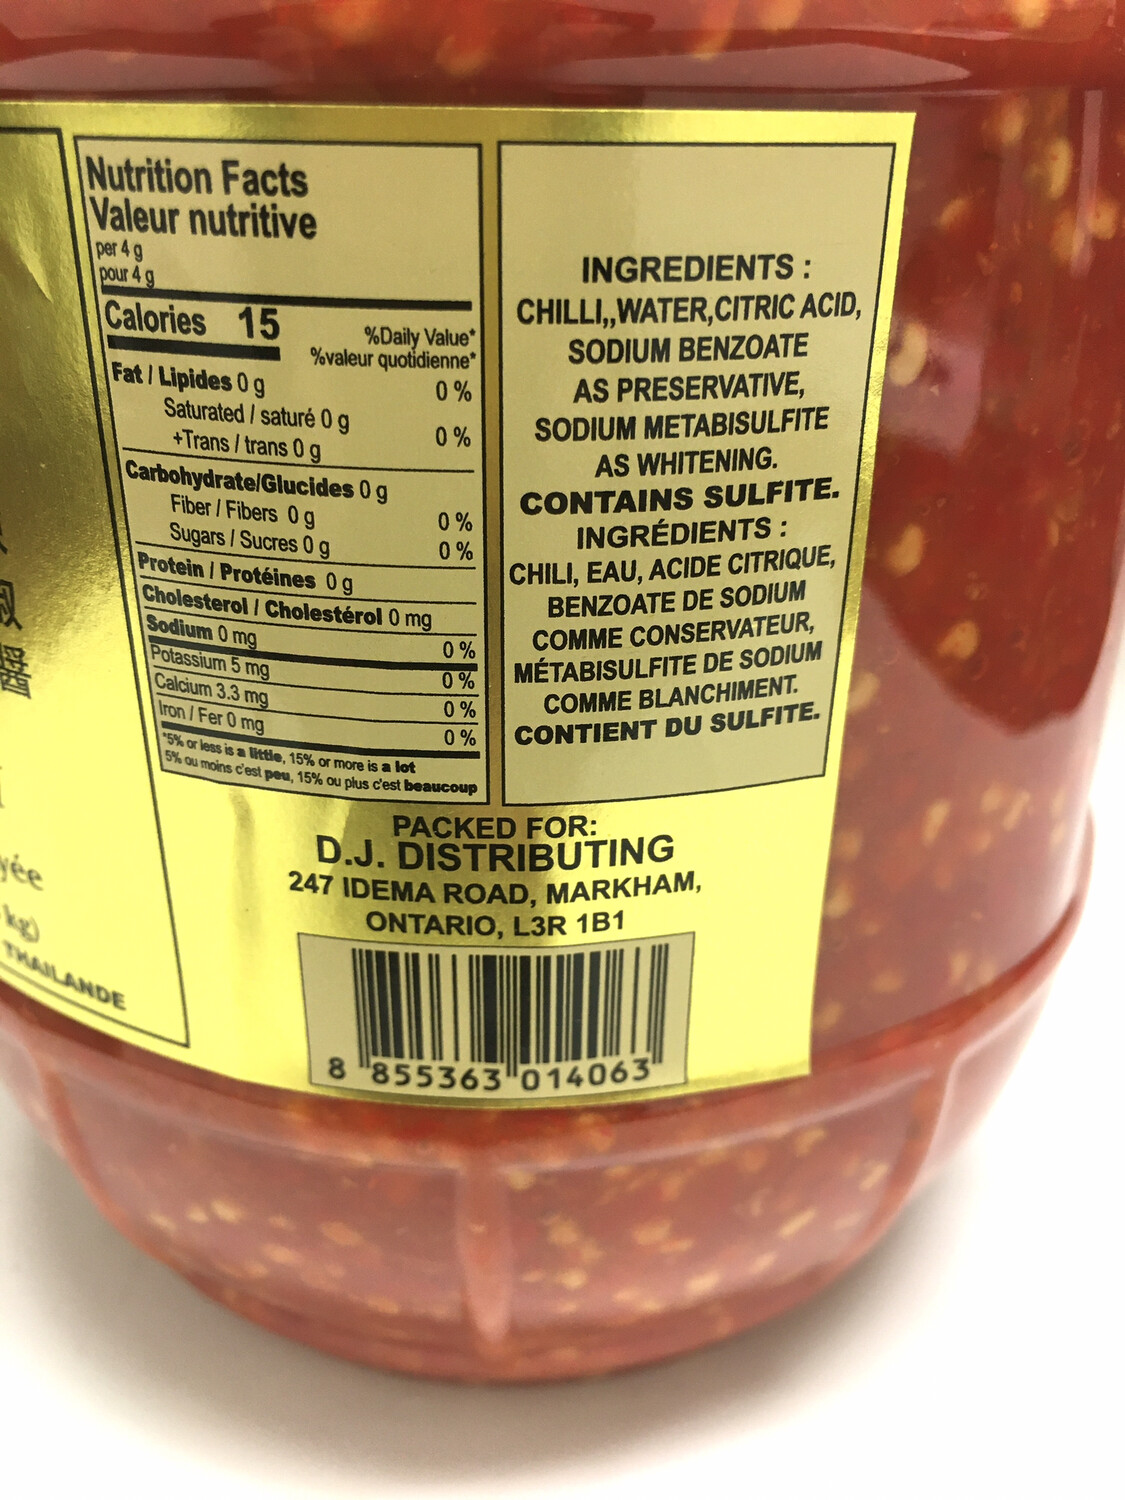 Nutrition Facts
Valeur nutritive
per 4 g
pour 4 g
Calories 15
%Daily Value*
%valeur quotidienne*
Fat / Lipides 0 g 0 %
Saturated / saturé 0 g
+Trans / trans 0 g 0 %
Carbohydrate/Glucides 0 g
Fiber / Fibers 0 g 0 %
Sugars / Sucres 0 g 0 %
Protein / Protéines 0 g
Cholesterol / Cholestérol 0 mg
Sodium 0 mg 0 %
Potassium 5 mg 0 %
Calcium 3.3 mg 0 %
Iron / Fer 0 mg 0 %
*5% or less is a little, 15% or more is a lot
5% ou moins c'est peu, 15% ou plus c'est beaucoup
INGREDIENTS :
CHILLI,,WATER,CITRIC ACID,
SODIUM BENZOATE
AS PRESERVATIVE,
SODIUM METABISULFITE
AS WHITENING.
CONTAINS SULFITE.
INGRÉDIENTS :
CHILI, EAU, ACIDE CITRIQUE,
BENZOATE DE SODIUM
COMME CONSERVATEUR,
MÉTABISULFITE DE SODIUM
COMME BLANCHIMENT.
CONTIENT DU SULFITE.
PACKED FOR:
D.J. DISTRIBUTING
247 IDEMA ROAD, MARKHAM,
ONTARIO, L3R 1B1
8 855363 014063
醬
yée
kg)
THAILANDE